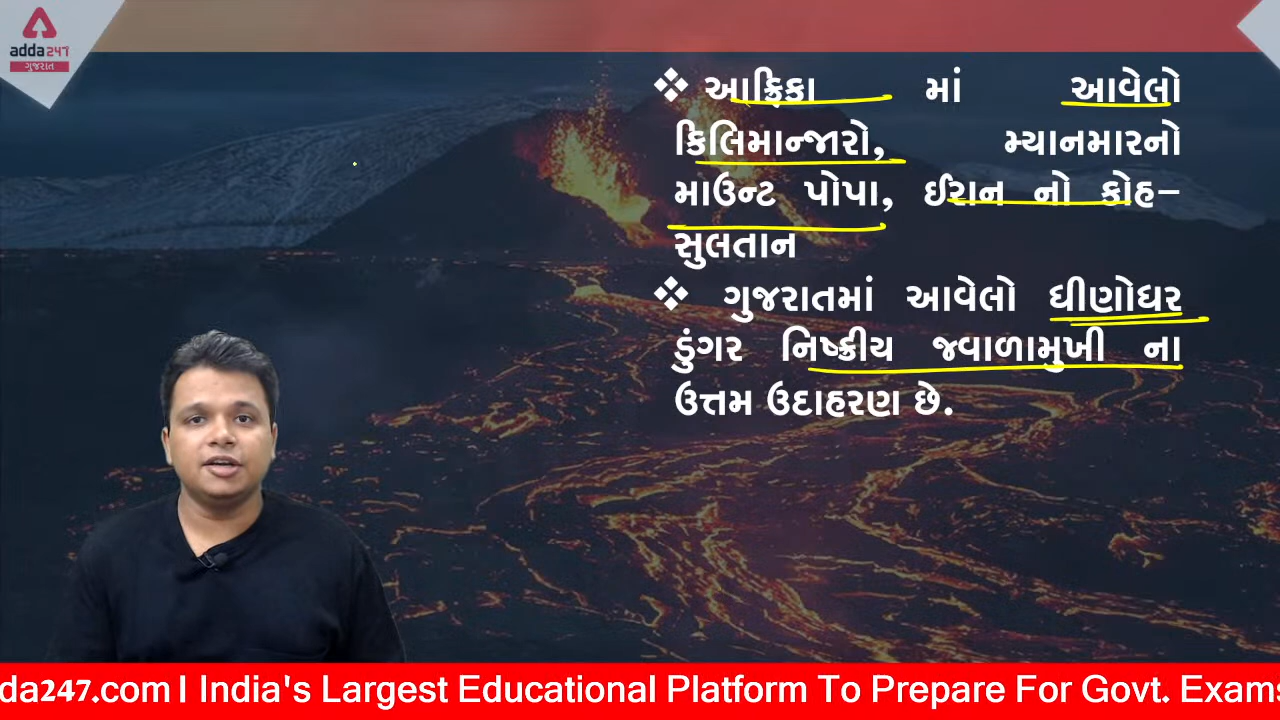 adda247
ગુજરાત
❖ આફ્રિકા માં આવેલો
કિલિમાન્જારો, મ્યાનમારનો
માઉન્ટ પોપા, ઈરાન નો કોહ-
સુલતાન
❖ ગુજરાતમાં આવેલો ધીણોધર
ડુંગર નિષ્ક્રીય જ્વાળામુખી ના
ઉત્તમ ઉદાહરણ છે.
da247.com I India's Largest Educational Platform To Prepare For Govt. Exams